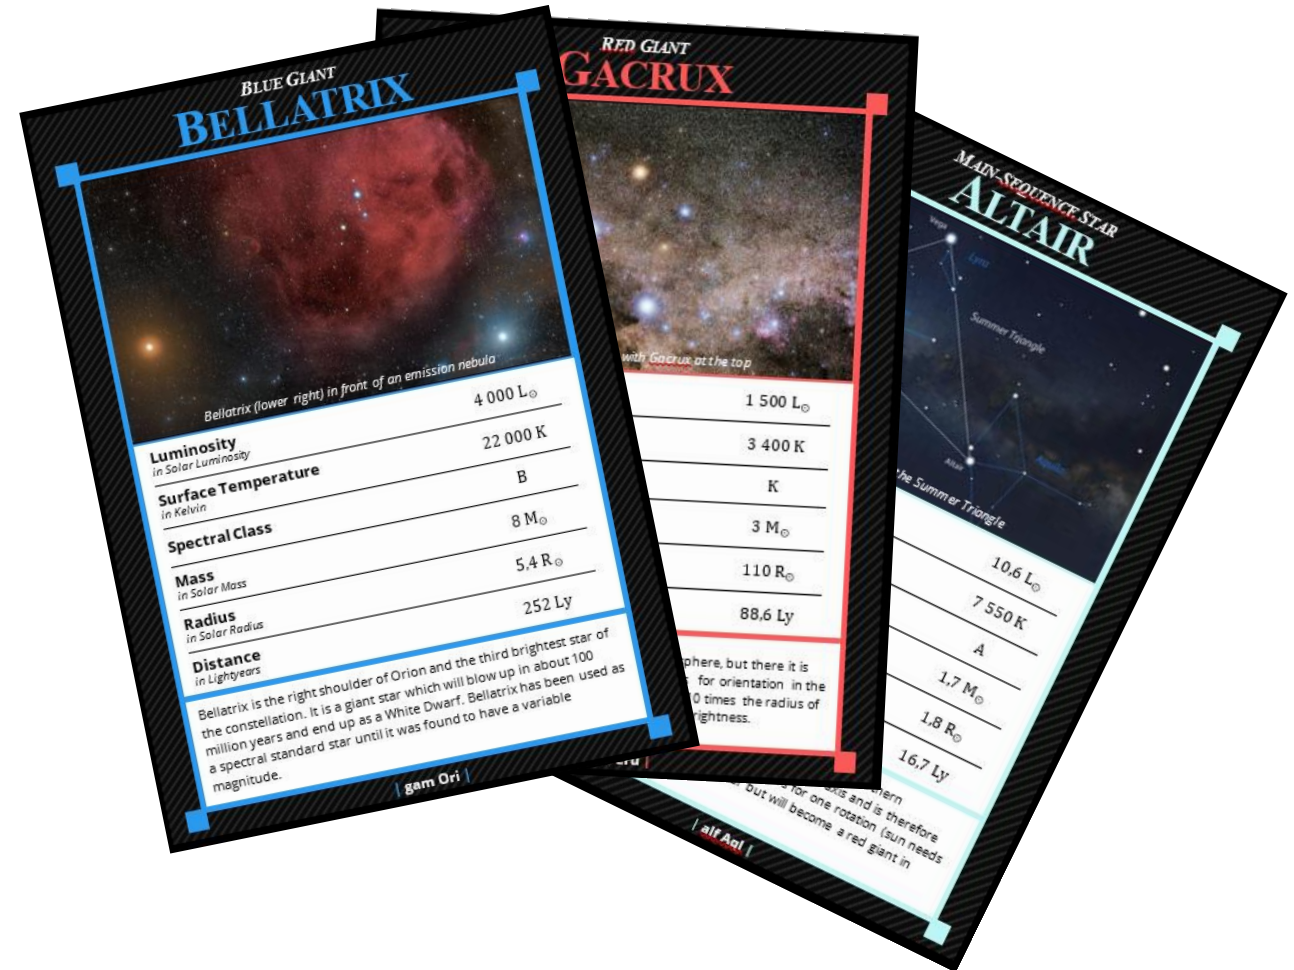 BLUE GIANT
BELLATRIX
Bellatrix (lower right) in front of an emission nebula
Luminosity
in Solar Luminosity
4 000 L☉
Surface Temperature
in Kelvin
22 000 K
Spectral Class
B
Mass
in Solar Mass
8 M☉
Radius
in Solar Radius
5,4 R☉
Distance
in Lightyears
252 Ly
Bellatrix is the right shoulder of Orion and the third brightest star of
the constellation. It is a giant star which will blow up in about 100
million years and end up as a White Dwarf. Bellatrix has been used as
a spectral standard star until it was found to have a variable
magnitude.
| gam Ori |
RED GIANT
GACRUX
with Gacrux at the top
1 500 L☉
3 400 K
K
3 M☉
110 R☉
88,6 Ly
sphere, but there it is
for orientation in the
0 times the radius of
rightness.
cru |
MAIN-SEQUENCE STAR
ALTAIR
Vega
Lyra
Summer Triangle
Altair
Aquila
the Summer Triangle
10,6 L☉
7 550 K
A
1,7 M☉
1,8 R☉
16,7 Ly
hern
axis and is therefore
s for one rotation (sun needs
but will become a red giant in
| alf Aql |